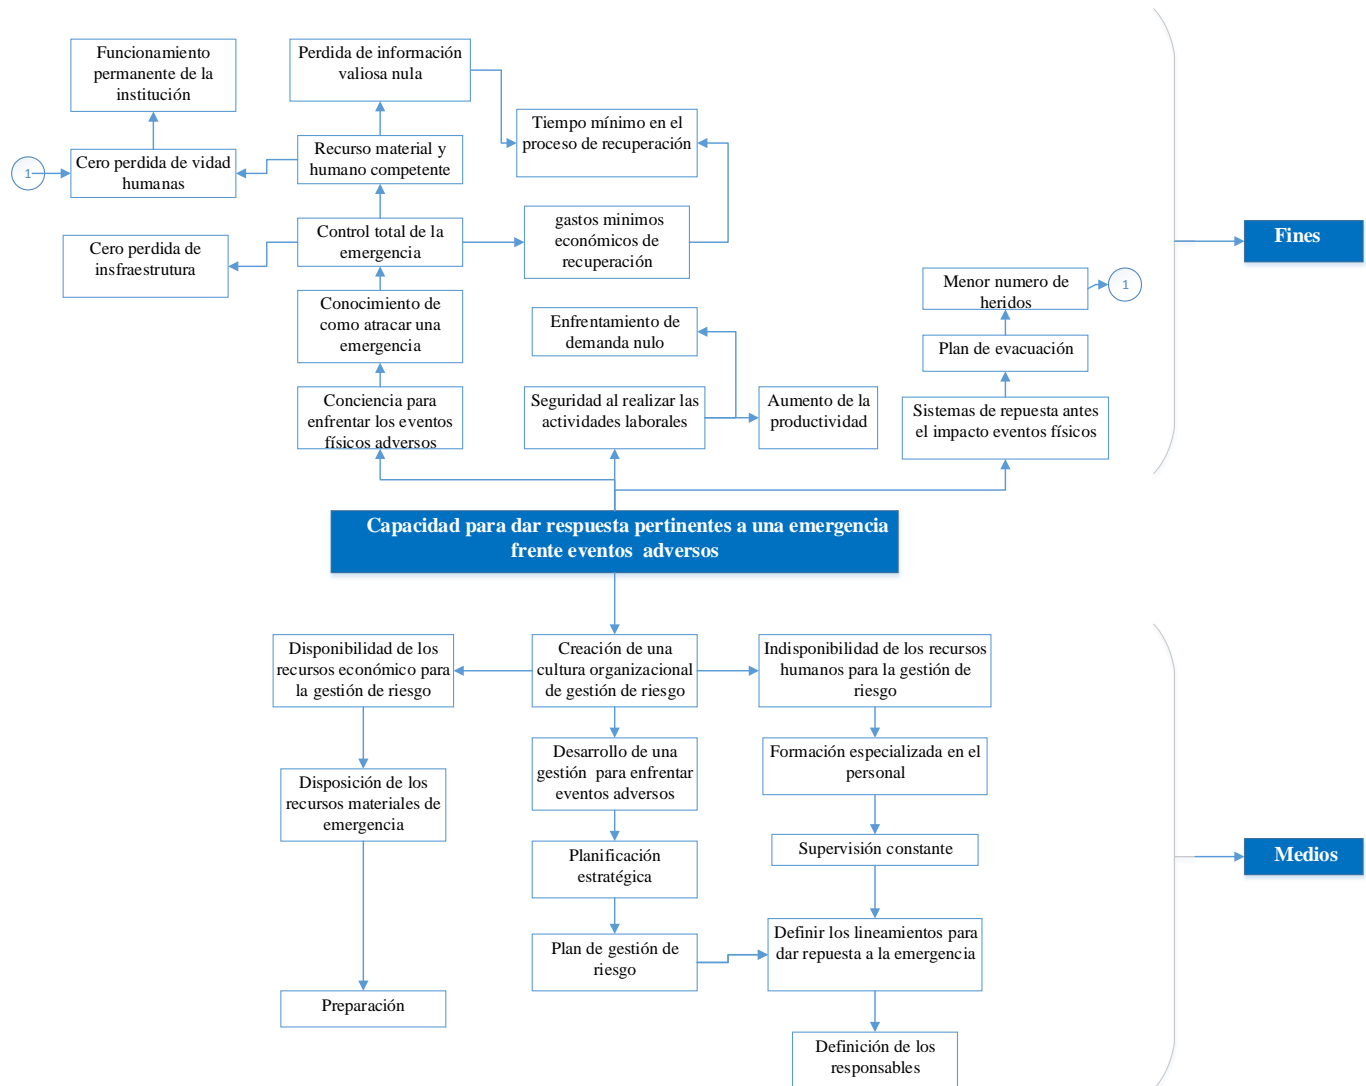 Funcionamiento
permanente de la
institución
Perdida de información
valiosa nula
Tiempo mínimo en el
proceso de recuperación
1
Cero perdida de vidad
humanas
Recurso material y
humano competente
Cero perdida de
insfraestrutura
Control total de la
emergencia
gastos minimos
económicos de
recuperación
Fines
Conocimiento de
como atracar una
emergencia
Enfrentamiento de
demanda nulo
Menor numero de
heridos
1
Plan de evacuación
Conciencia para
enfrentar los eventos
físicos adversos
Seguridad al realizar las
actividades laborales
Aumento de la
productividad
Sistemas de repuesta antes
el impacto eventos físicos
Capacidad para dar respuesta pertinentes a una emergencia
frente eventos adversos
Disponibilidad de los
recursos económico para
la gestión de riesgo
Creación de una
cultura organizacional
de gestión de riesgo
Indisponibilidad de los recursos
humanos para la gestión de
riesgo
Disposición de los
recursos materiales de
emergencia
Desarrollo de una
gestión para enfrentar
eventos adversos
Formación especializada en el
personal
Planificación
estratégica
Supervisión constante
Medios
Plan de gestión de
riesgo
Definir los lineamientos para
dar repuesta a la emergencia
Preparación
Definición de los
responsables